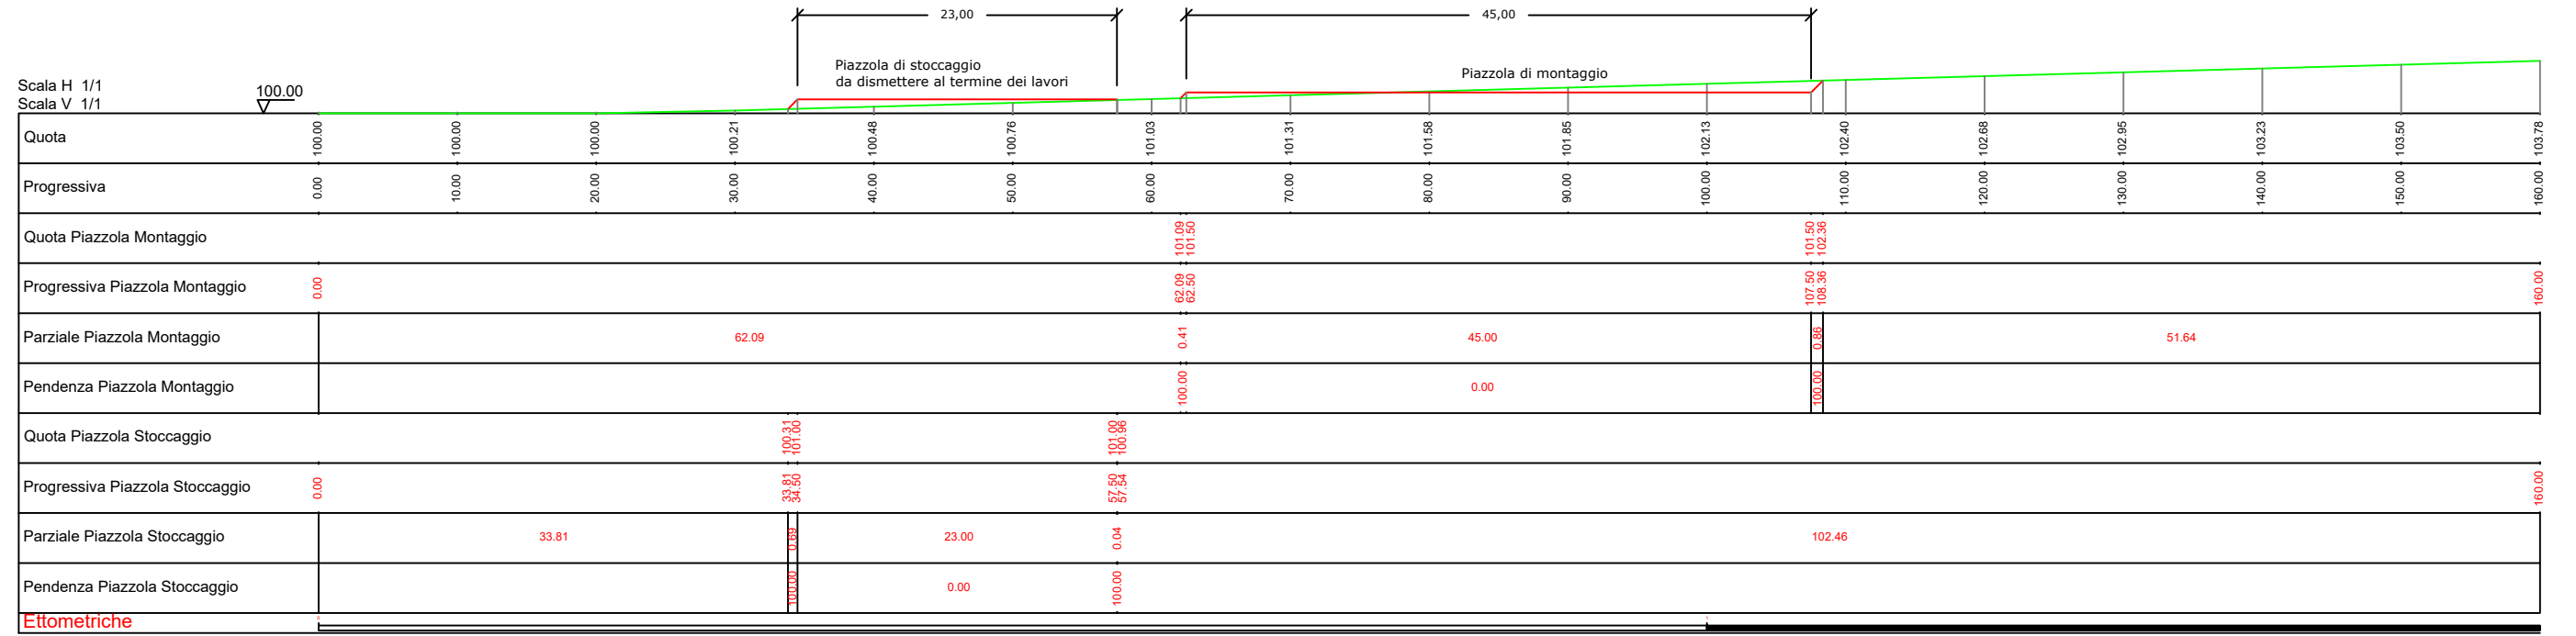 23,00
45,00
Piazzola di stoccaggio
da dismettere al termine dei lavori
Piazzola di montaggio
Scala H 1/1
Scala V 1/1
100.00
Quota 100.00 100.00 100.00 100.21 100.48 100.76 101.03 101.31 101.58 101.85 102.13 102.40 102.68 102.95 103.23 103.50 103.78
Progressiva 0.00 10.00 20.00 30.00 40.00 50.00 60.00 70.00 80.00 90.00 100.00 110.00 120.00 130.00 140.00 150.00 160.00
Quota Piazzola Montaggio 101.09 101.50 101.50 102.36
Progressiva Piazzola Montaggio 0.00 62.09 62.50 107.50 108.36 160.00
Parziale Piazzola Montaggio 62.09 0.41 45.00 0.86 51.64
Pendenza Piazzola Montaggio 100.00 0.00 100.00
Quota Piazzola Stoccaggio 100.31 101.00 101.00 100.96
Progressiva Piazzola Stoccaggio 0.00 33.81 34.50 57.50 57.54 160.00
Parziale Piazzola Stoccaggio 33.81 0.69 23.00 0.04 102.46
Pendenza Piazzola Stoccaggio 100.00 0.00 100.00
Ettometriche